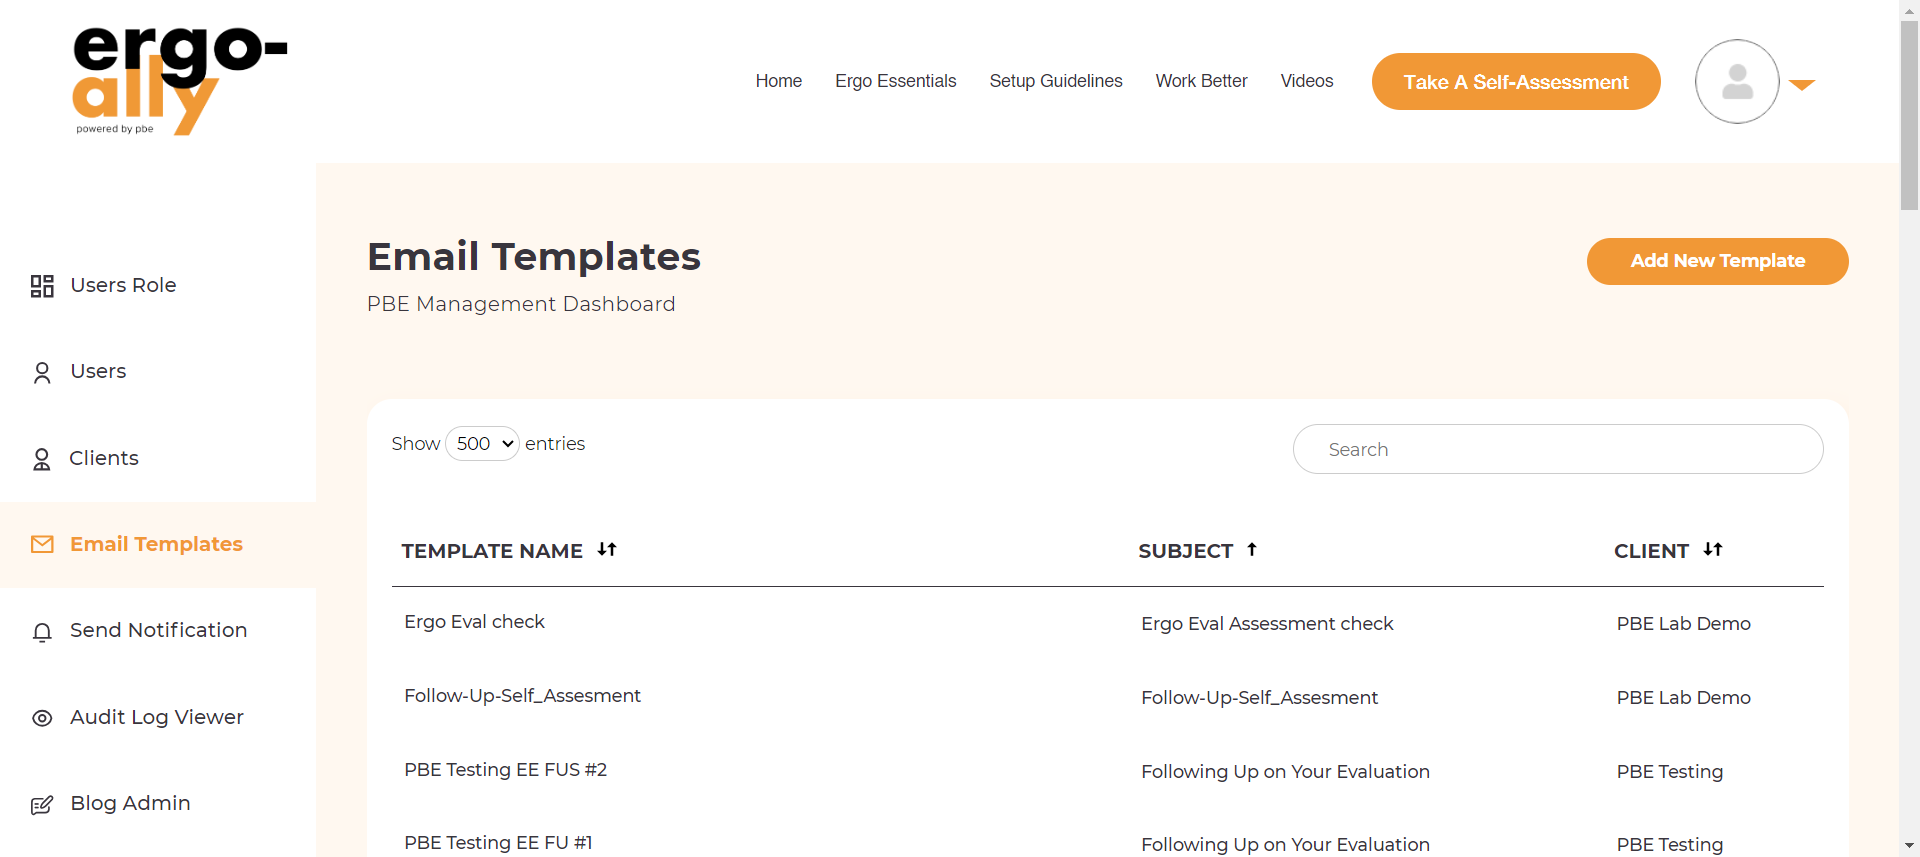 ergo-
ally
powered by pbe
Home Ergo Essentials Setup Guidelines Work Better Videos Take A Self-Assessment
Users Role
Users
Clients
Email Templates
Send Notification
Audit Log Viewer
Blog Admin
Email Templates
PBE Management Dashboard
Add New Template
Show 500 entries
Search
TEMPLATE NAME SUBJECT CLIENT
Ergo Eval check Ergo Eval Assessment check PBE Lab Demo
Follow-Up-Self_Assesment Follow-Up-Self_Assesment PBE Lab Demo
PBE Testing EE FUS #2 Following Up on Your Evaluation PBE Testing
PBE Testing EE FU #1 Following Up on Your Evaluation PBE Testing